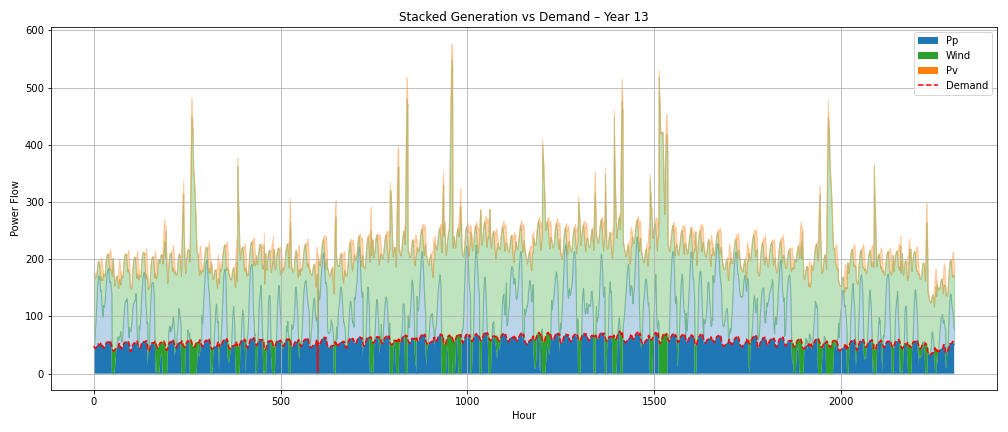 Stacked Generation vs Demand – Year 13
600
500
400
300
200
100
0
Power Flow
0
500
1000
1500
2000
Hour
Pp
Wind
Pv
Demand